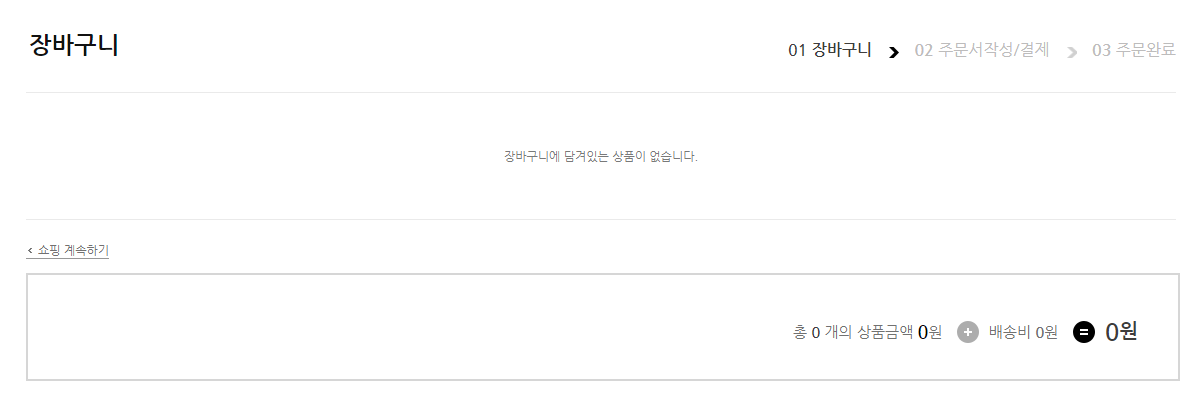 장바구니
01 장바구니 02 주문서작성/결제 03 주문완료
장바구니에 담겨있는 상품이 없습니다.
쇼핑 계속하기
총 0 개의 상품금액 0원 + 배송비 0원 = 0원